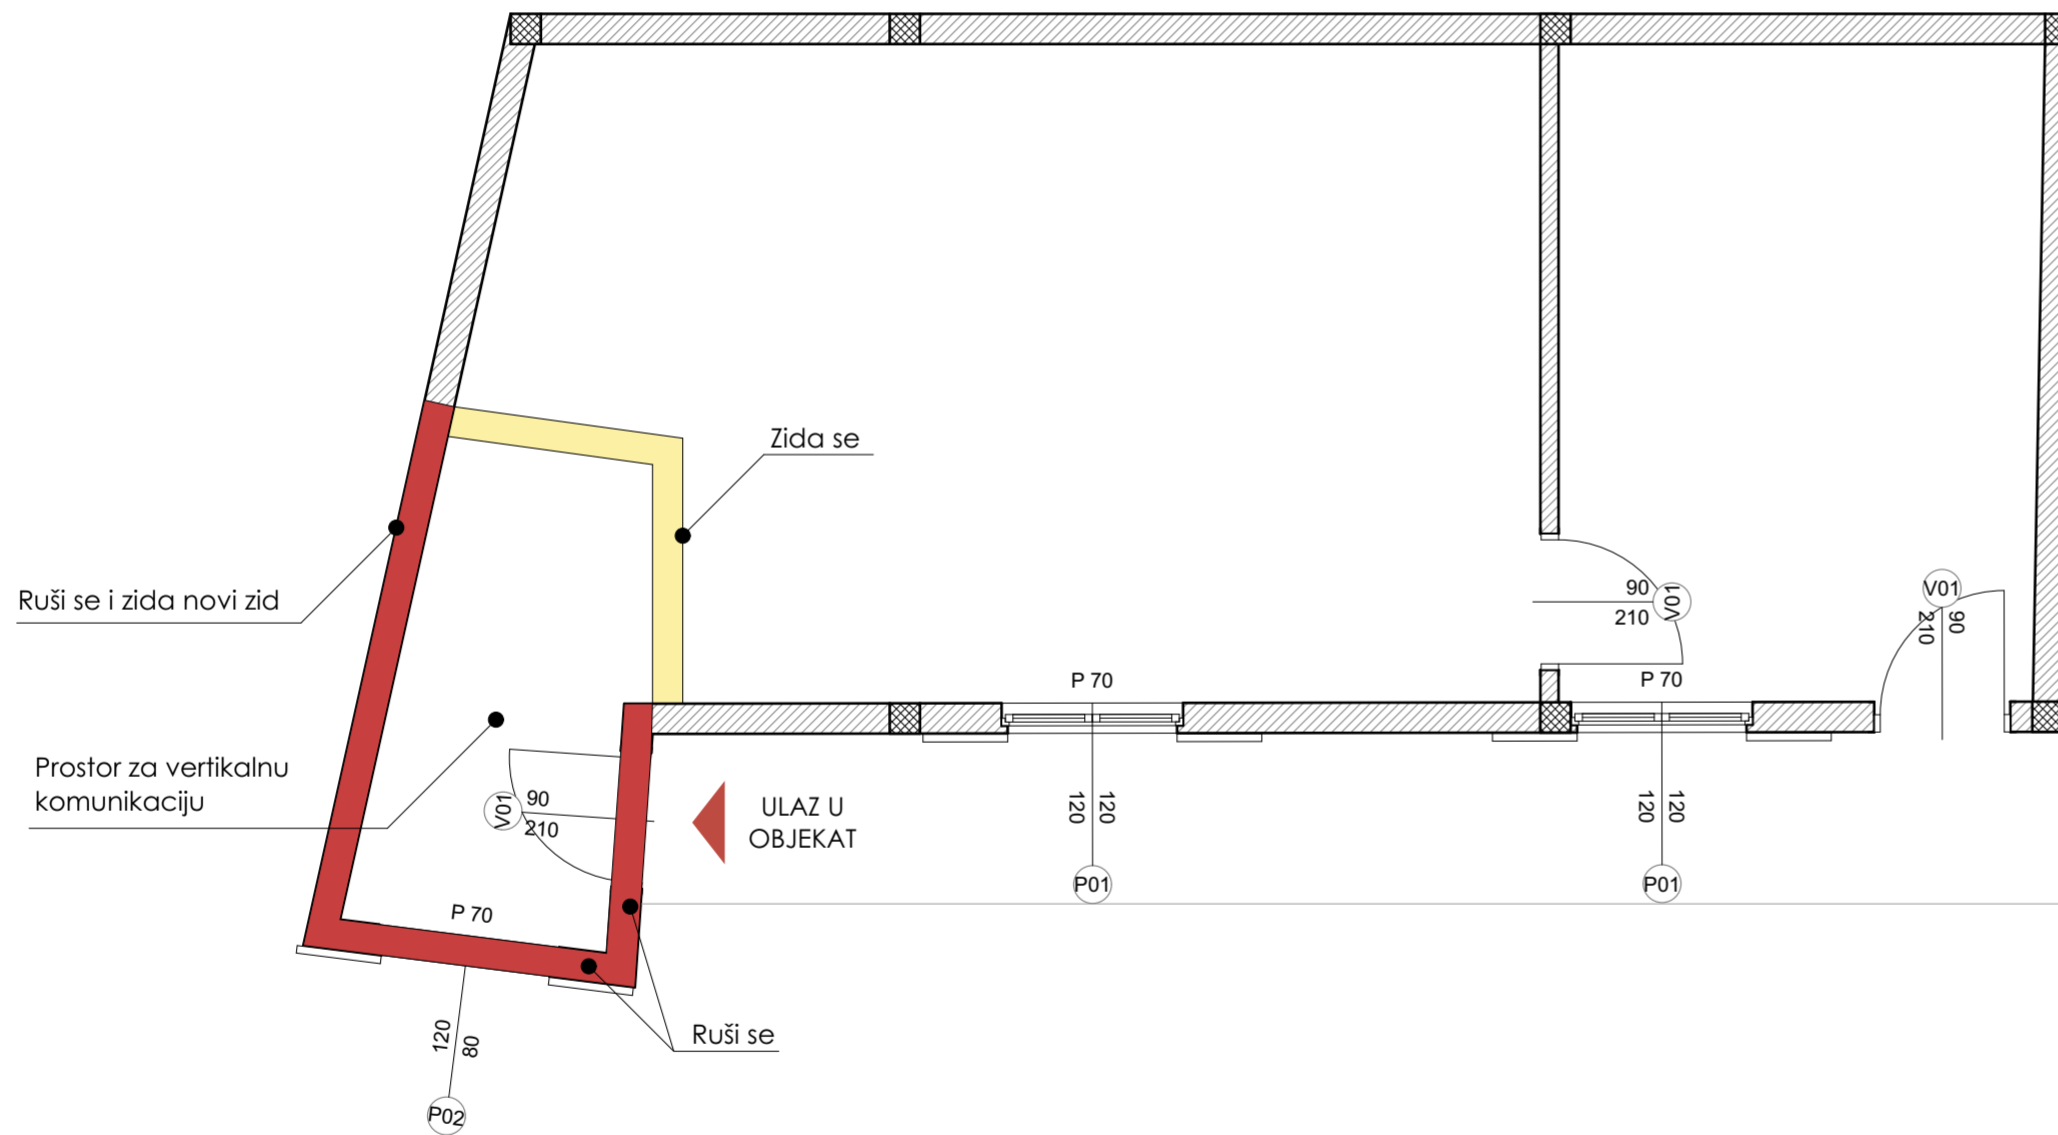 Zida se
Ruši se i zida novi zid
90
210
V01
V01
90
210
P 70
P 70
Prostor za vertikalnu
komunikaciju
V01
90
210
ULAZ U
OBJEKAT
120
120
120
120
P01
P01
P 70
Ruši se
120
80
P02